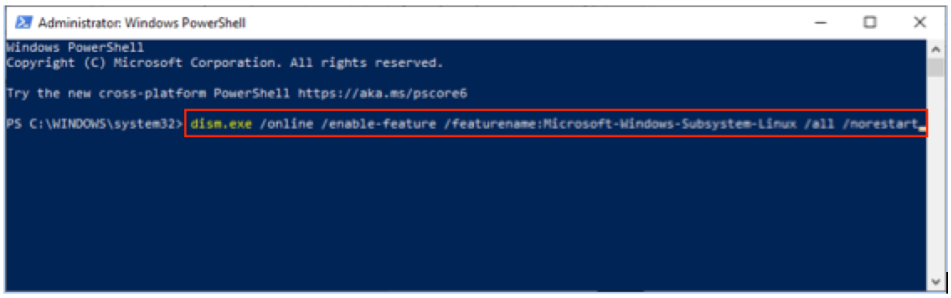 Administrator: Windows PowerShell
Windows PowerShell
Copyright (C) Microsoft Corporation. All rights reserved.
Try the new cross-platform PowerShell https://aka.ms/pscore6
PS C:\WINDOWS\system32> dism.exe /online /enable-feature /featurename:Microsoft-Windows-Subsystem-Linux /all /norestart